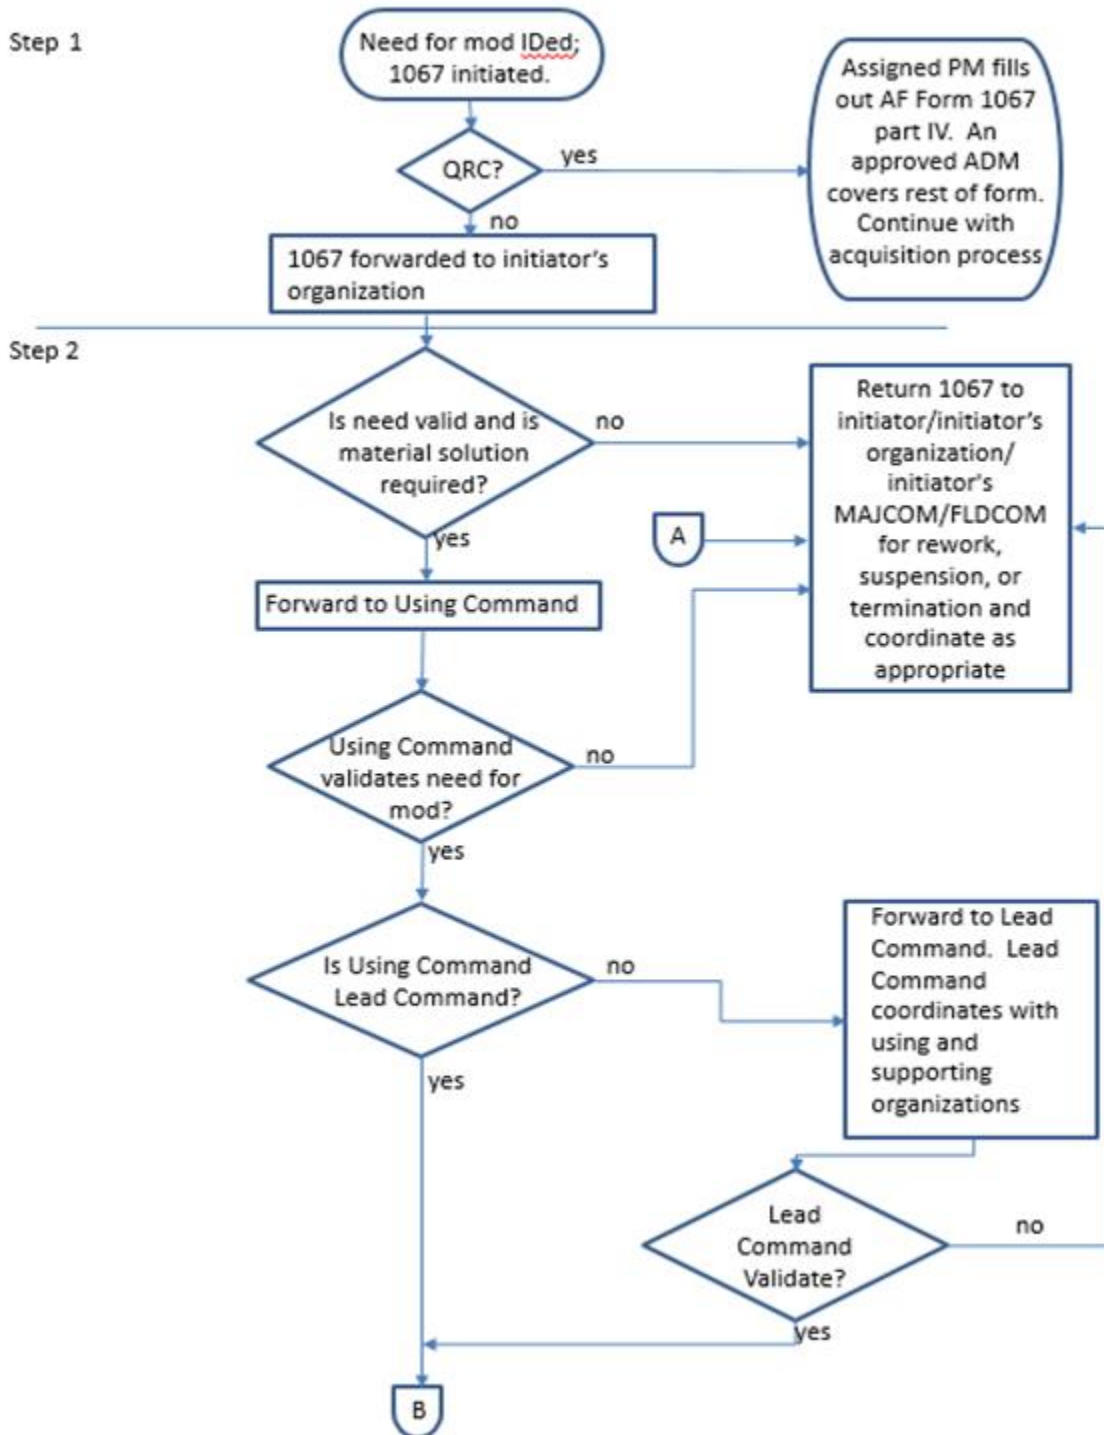 Step 1
Need for mod IDed;
1067 initiated.
QRC?
yes
Assigned PM fills
out AF Form 1067
part IV. An
approved ADM
covers rest of form.
Continue with
acquisition process
no
1067 forwarded to initiator's
organization
Step 2
Is need valid and is
material solution
required?
no
Return 1067 to
initiator/initiator's
organization/
initiator's
MAJCOM/FLDCOM
for rework,
suspension, or
termination and
coordinate as
appropriate
A
yes
Forward to Using Command
Using Command
validates need for
mod?
no
yes
Is Using Command
Lead Command?
no
Forward to Lead
Command. Lead
Command
coordinates with
using and
supporting
organizations
yes
Lead
Command
Validate?
no
yes
B